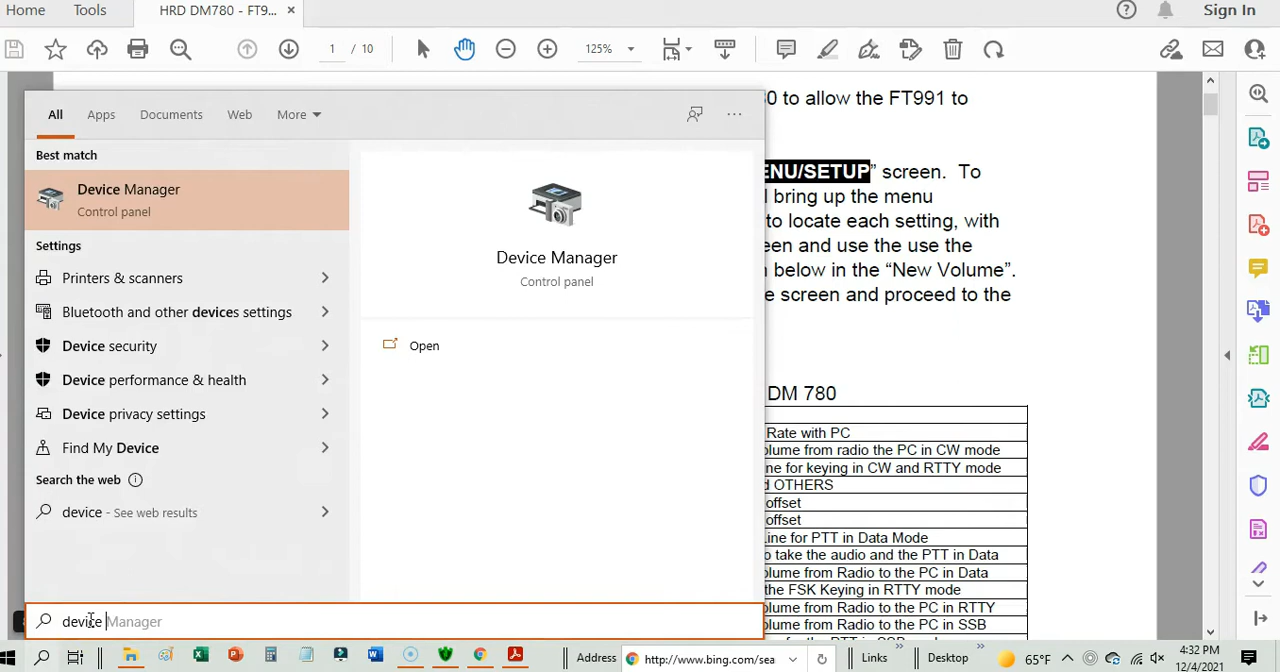 Home Tools HRD DM780 - FT9... × Sign In
1 / 10 125%
0 to allow the FT991 to
ENU/SETUP” screen. To
d bring up the menu
to locate each setting, with
een and use the use the
n below in the “New Volume”.
e screen and proceed to the
DM 780
Rate with PC
olume from radio the PC in CW mode
ine for keying in CW and RTTY mode
d OTHERS
offset
offset
Line for PTT in Data Mode
o take the audio and the PTT in Data
olume from Radio to the PC in Data
the FSK Keying in RTTY mode
olume from Radio to the PC in RTTY
olume from Radio to the PC in SSB
All Apps Documents Web More
Best match
Device Manager
Control panel
Settings
Printers & scanners
Bluetooth and other devices settings
Device security
Device performance & health
Device privacy settings
Find My Device
Search the web
device - See web results
Device Manager
Control panel
Open
device Manager
Address http://www.bing.com/sea Links » Desktop » 65°F 4:32 PM
12/4/2021